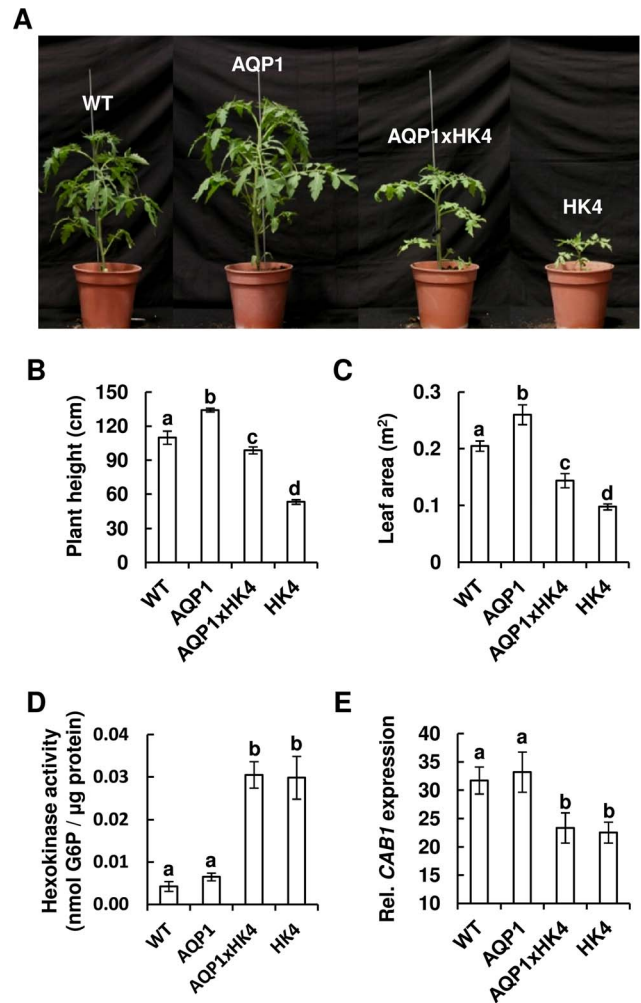 A
WT
AQP1
AQP1xHK4
HK4
B
Plant height (cm)
150
120
90
60
30
0
a
b
c
d
WT
AQP1
AQP1xHK4
HK4
C
Leaf area (m²)
0.3
0.2
0.1
0
a
b
c
d
WT
AQP1
AQP1xHK4
HK4
D
Hexokinase activity
(nmol G6P / µg protein)
0.04
0.03
0.02
0.01
0.00
a
a
b
b
WT
AQP1
AQP1xHK4
HK4
E
Rel. CAB1 expression
40
35
30
25
20
15
10
a
a
b
b
WT
AQP1
AQP1xHK4
HK4